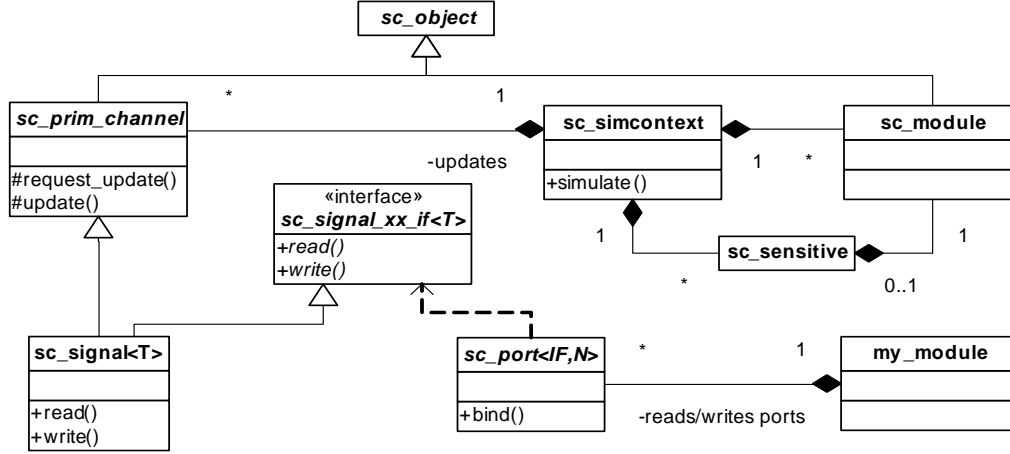 sc_object
* 1
sc_prim_channel sc_simcontext sc_module
-updates 1 *
#request_update()
#update()
+simulate()
«interface»
sc_signal_xx_if<T>
+read()
+write()
1 1
sc_sensitive
* 0..1
sc_signal<T> sc_port<IF,N> * 1 my_module
+read()
+write()
+bind()
-reads/writes ports